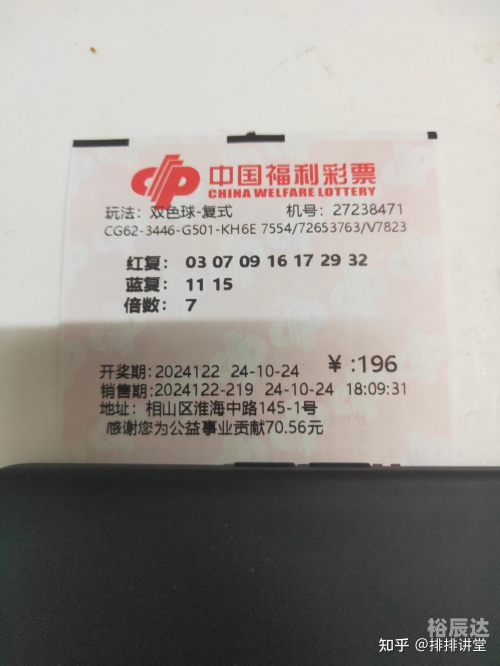 中国福利彩票
CHINA WELFARE LOTTERY
玩法：双色球-复式 机号：27238471
CG62-3446-G501-KH6E 7554/72653763/V7823
红复： 03 07 09 16 17 29 32
蓝复： 11 15
倍数： 7
开奖期：2024122 24-10-24 ￥:196
销售期:2024122-219 24-10-24 18:09:31
地址：相山区淮海中路145-1号
感谢您为公益事业贡献70.56元
裕辰达
知乎 @排排讲堂